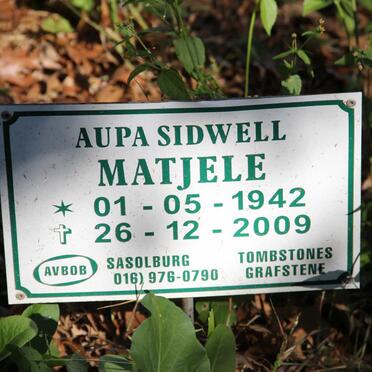 AUPA SIDWELL
MATJELE
01 - 05 - 1942
26 - 12 - 2009
AVBOB
SASOLBURG
016) 976-0790
TOMBSTONES
GRAFSTENE